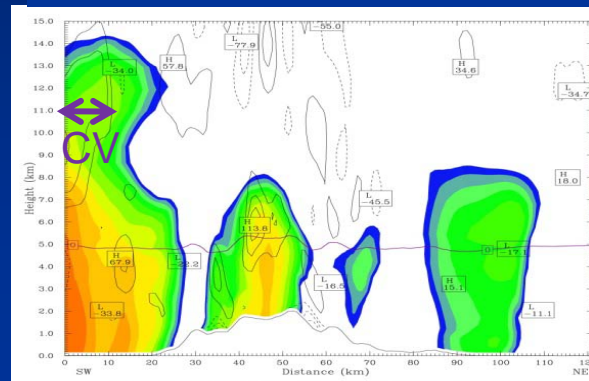 15.0
14.0
13.0
12.0
11.0
10.0
9.0
8.0
7.0
6.0
5.0
4.0
3.0
2.0
1.0
0.0
Height (km)
-55.0
L
-77.9
H
57.8
L
-34.0
H
34.6
L
-34.7
CV
H
18.0
L
-45.5
H
113.8
0
0
L
-22.2
L
-17.1
H
67.9
L
-16.5
H
15.1
L
-33.8
L
-11.1
0
10
20
30
40
50
60
70
80
90
100
110
SW
Distance (km)
NE